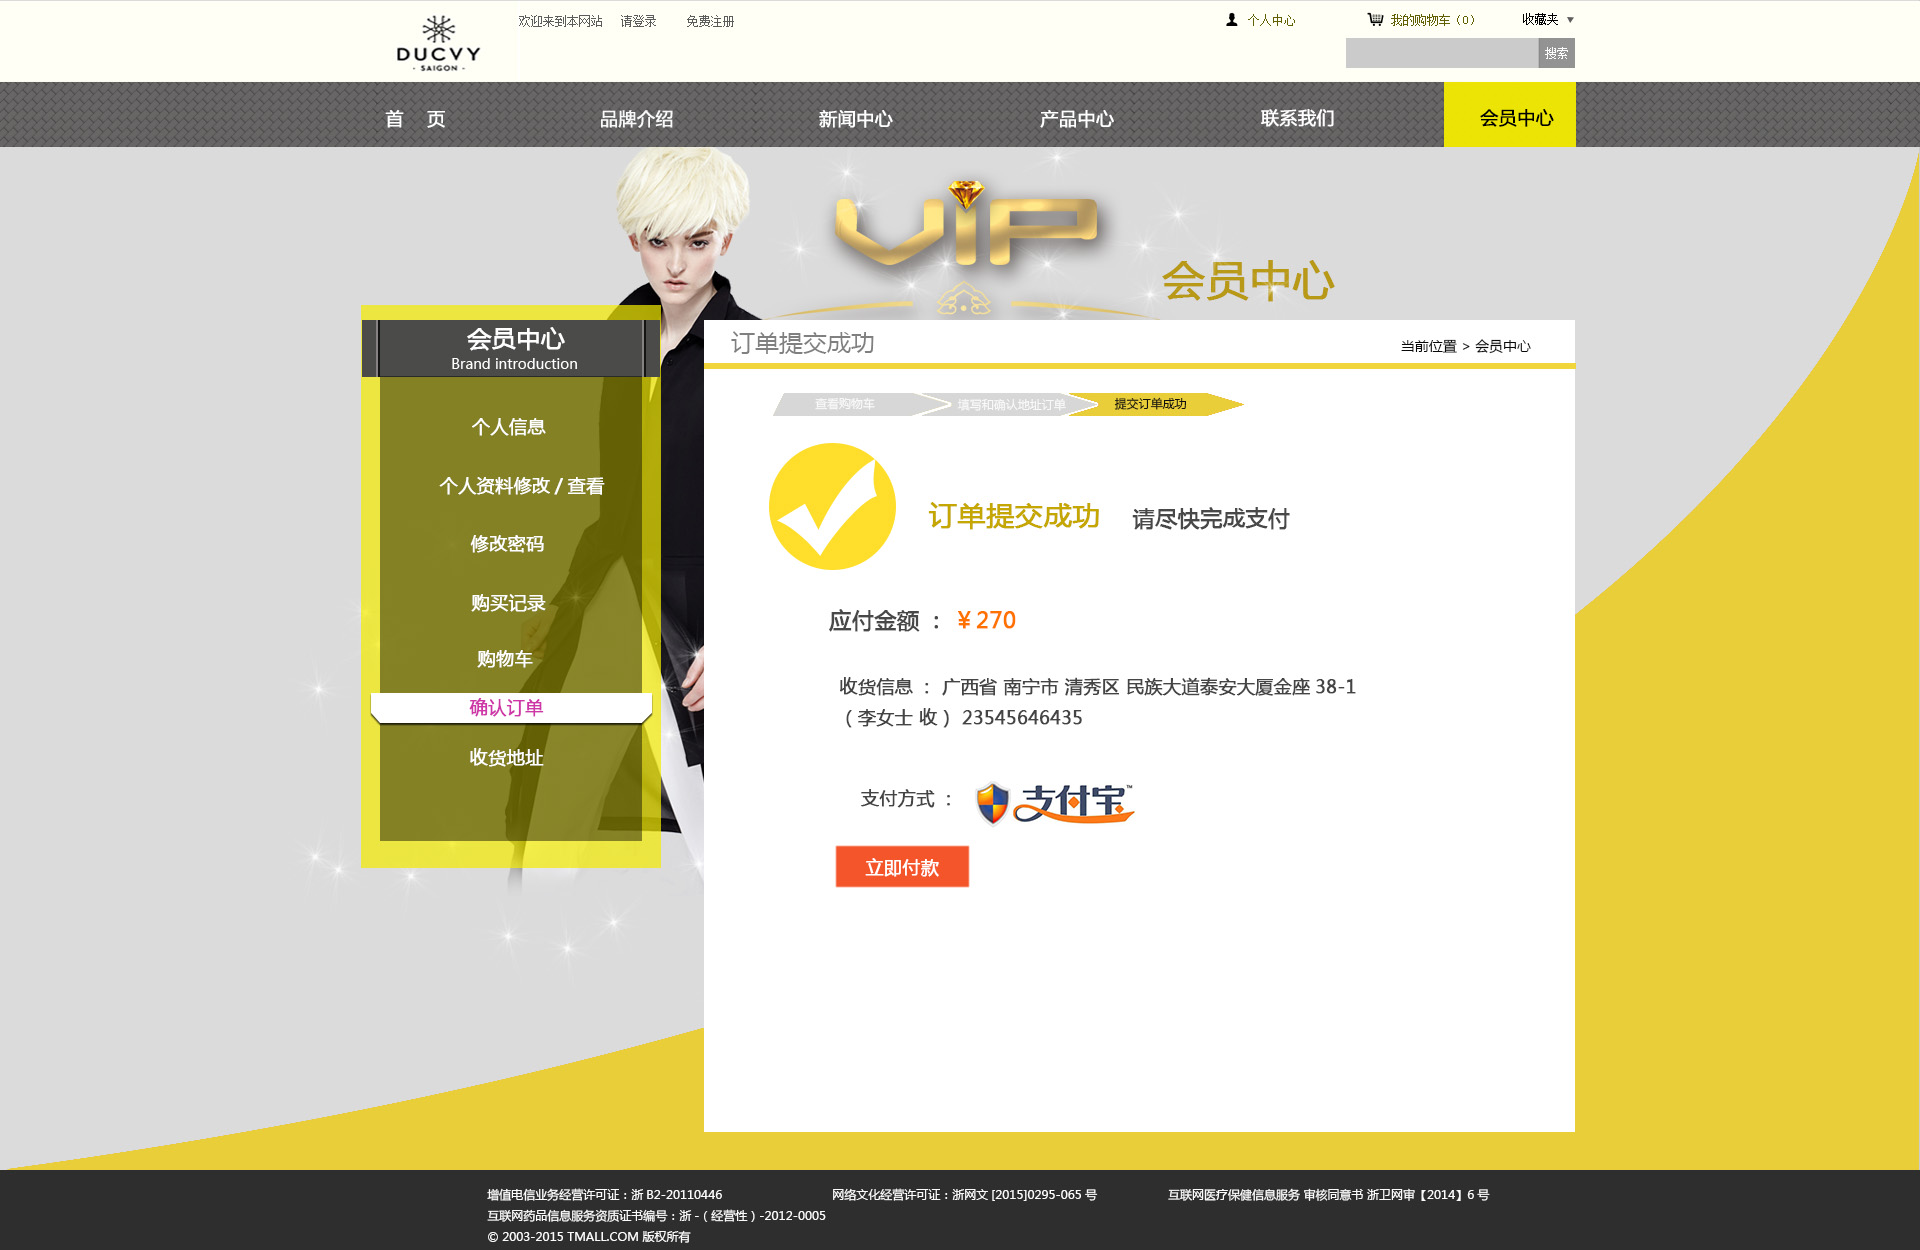 DUCVY
- SAIGON -
欢迎来到本网站 请登录 免费注册
个人中心 我的购物车（0） 收藏夹
搜索
首 页 品牌介绍 新闻中心 产品中心 联系我们 会员中心
VIP
会员中心
会员中心
Brand introduction
个人信息
个人资料修改 / 查看
修改密码
购买记录
购物车
确认订单
收货地址
订单提交成功
当前位置 > 会员中心
查看购物车 填写和确认地址订单 提交订单成功
订单提交成功 请尽快完成支付
应付金额 ： ¥ 270
收货信息 ： 广西省 南宁市 清秀区 民族大道泰安大厦金座 38-1
（ 李女士 收 ） 23545646435
支付方式 ： 支付宝™
立即付款
增值电信业务经营许可证：浙 B2-20110446 网络文化经营许可证：浙网文 [2015]0295-065 号 互联网医疗保健信息服务 审核同意书 浙卫网审【2014】6 号
互联网药品信息服务资质证书编号：浙 -（ 经营性 ）-2012-0005
© 2003-2015 TMALL.COM 版权所有